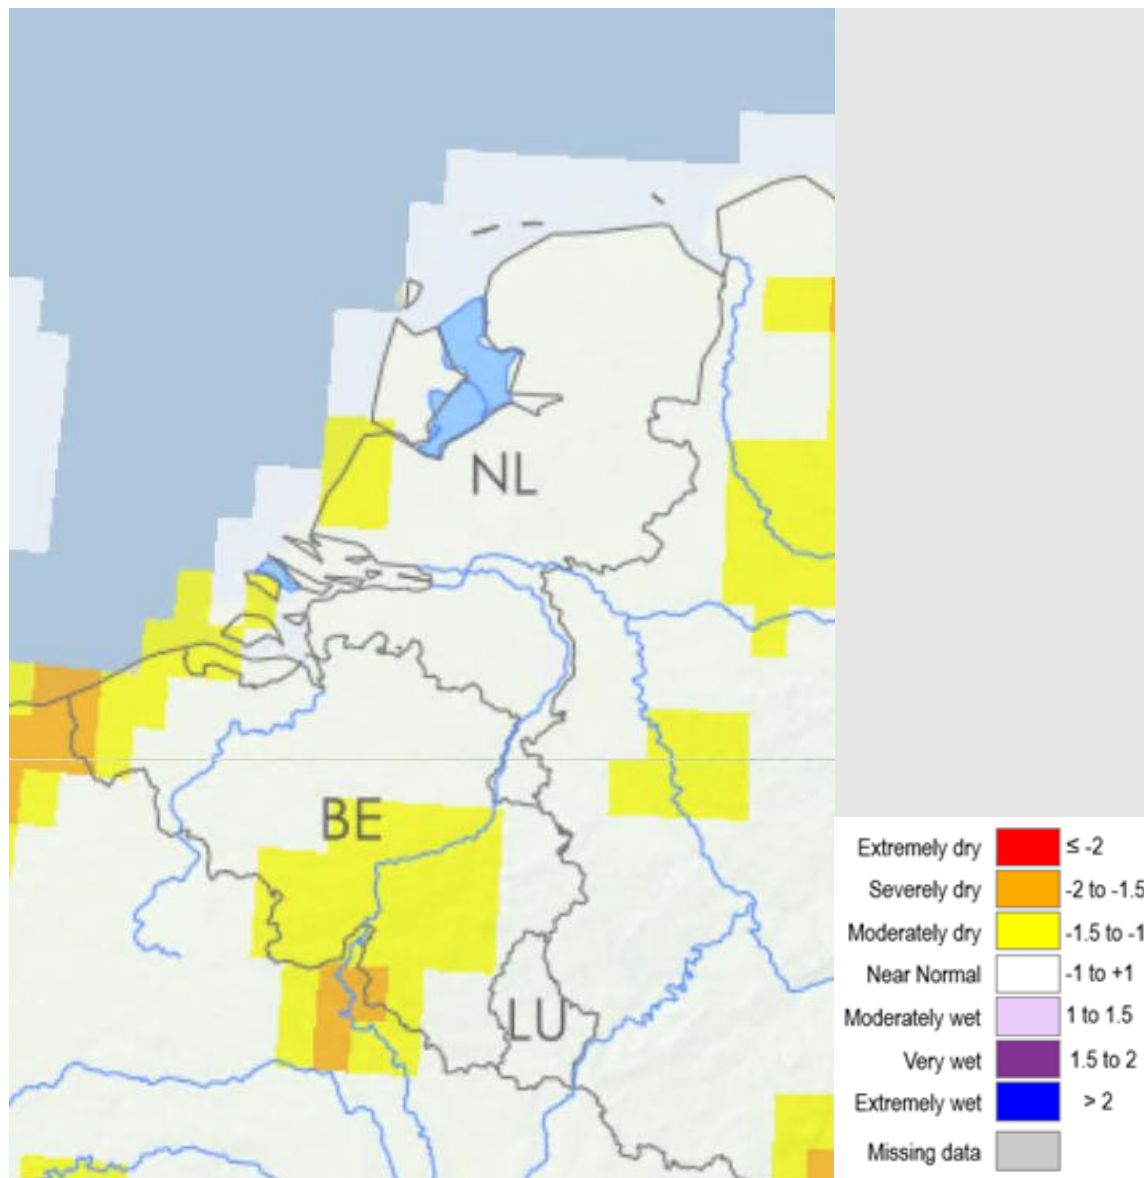 NL
BE
LU
Extremely dry ≤ -2
Severely dry -2 to -1.5
Moderately dry -1.5 to -1
Near Normal -1 to +1
Moderately wet 1 to 1.5
Very wet 1.5 to 2
Extremely wet > 2
Missing data